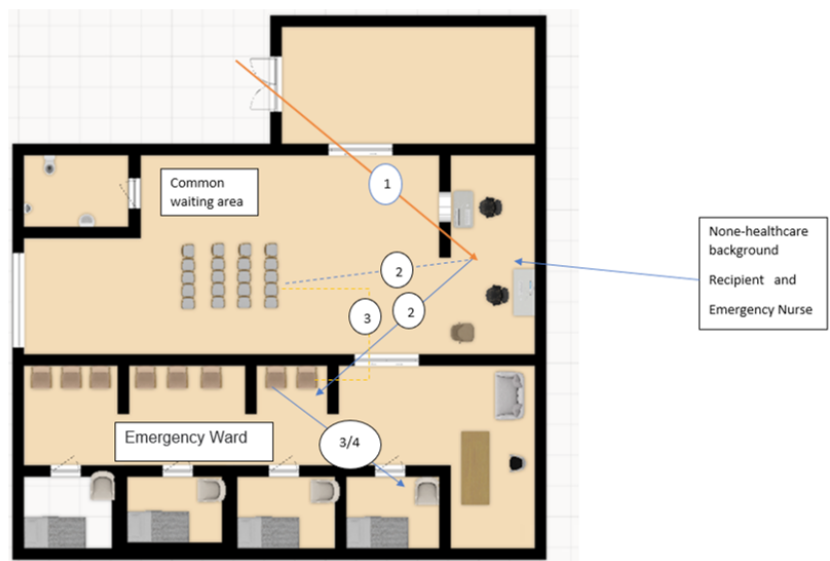 1
Common
waiting area
2
2
3
None-healthcare
background
Recipient and
Emergency Nurse
Emergency Ward
3/4